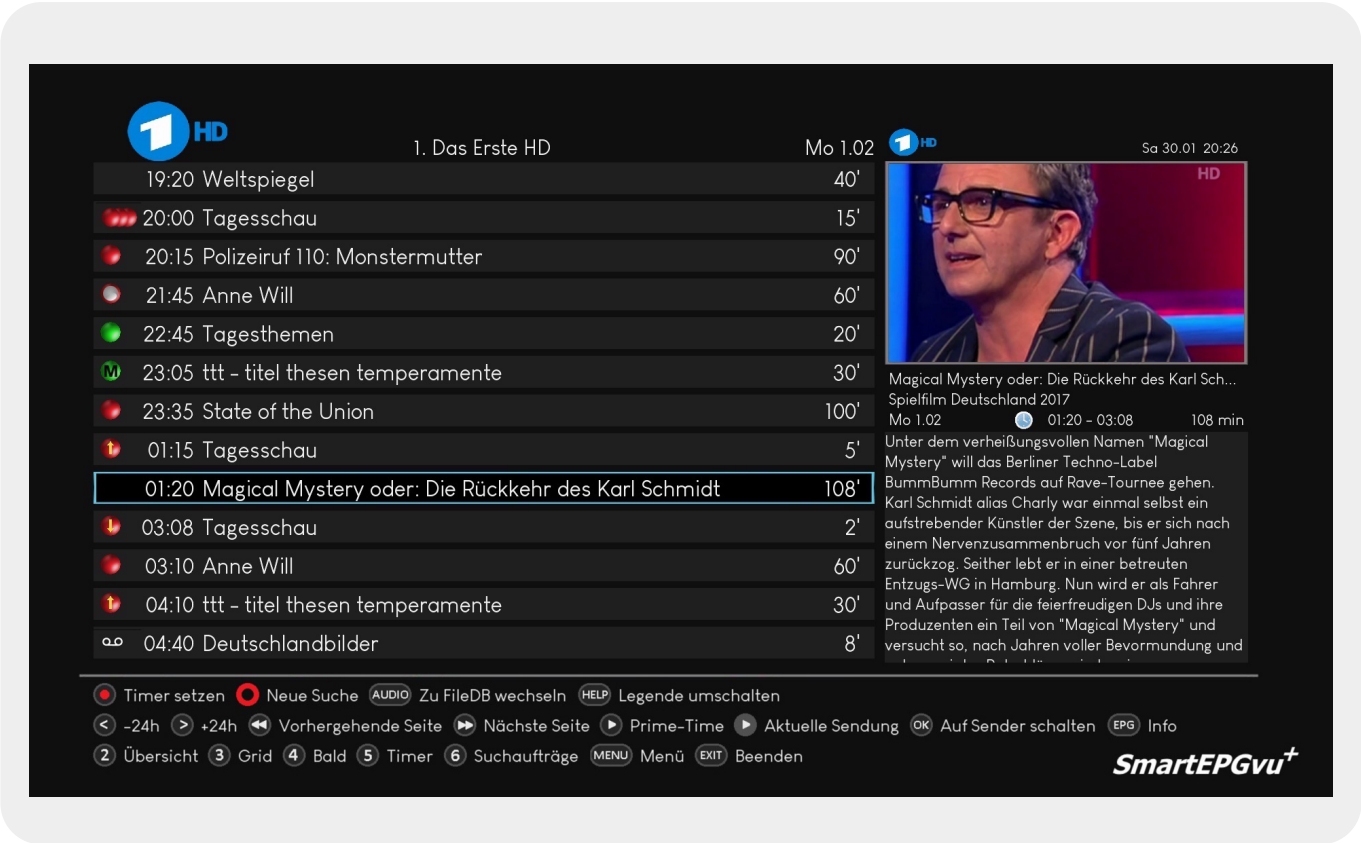 HD
1. Das Erste HD Mo 1.02
19:20 Weltspiegel 40'
20:00 Tagesschau 15'
20:15 Polizeiruf 110: Monstermutter 90'
21:45 Anne Will 60'
22:45 Tagesthemen 20'
M 23:05 ttt - titel thesen temperamente 30'
23:35 State of the Union 100'
01:15 Tagesschau 5'
01:20 Magical Mystery oder: Die Rückkehr des Karl Schmidt 108'
03:08 Tagesschau 2'
03:10 Anne Will 60'
04:10 ttt - titel thesen temperamente 30'
04:40 Deutschlandbilder 8'
HD Sa 30.01 20:26
HD
Magical Mystery oder: Die Rückkehr des Karl Sch...
Spielfilm Deutschland 2017
Mo 1.02 01:20 - 03:08 108 min
Unter dem verheißungsvollen Namen "Magical
Mystery" will das Berliner Techno-Label
BummBumm Records auf Rave-Tournee gehen.
Karl Schmidt alias Charly war einmal selbst ein
aufstrebender Künstler der Szene, bis er sich nach
einem Nervenzusammenbruch vor fünf Jahren
zurückzog. Seither lebt er in einer betreuten
Entzugs-WG in Hamburg. Nun wird er als Fahrer
und Aufpasser für die feierfreudigen DJs und ihre
Produzenten ein Teil von "Magical Mystery" und
versucht so, nach Jahren voller Bevormundung und
Timer setzen Neue Suche AUDIO Zu FileDB wechseln HELP Legende umschalten
< -24h > +24h Vorhergehende Seite Nächste Seite Prime-Time Aktuelle Sendung OK Auf Sender schalten EPG Info
2 Übersicht 3 Grid 4 Bald 5 Timer 6 Suchaufträge MENU Menü EXIT Beenden
SmartEPGvu+